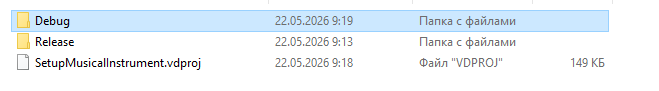 Debug 22.05.2026 9:19 Папка с файлами
Release 22.05.2026 9:13 Папка с файлами
SetupMusicalInstrument.vdproj 22.05.2026 9:18 Файл "VDPROJ" 149 КБ